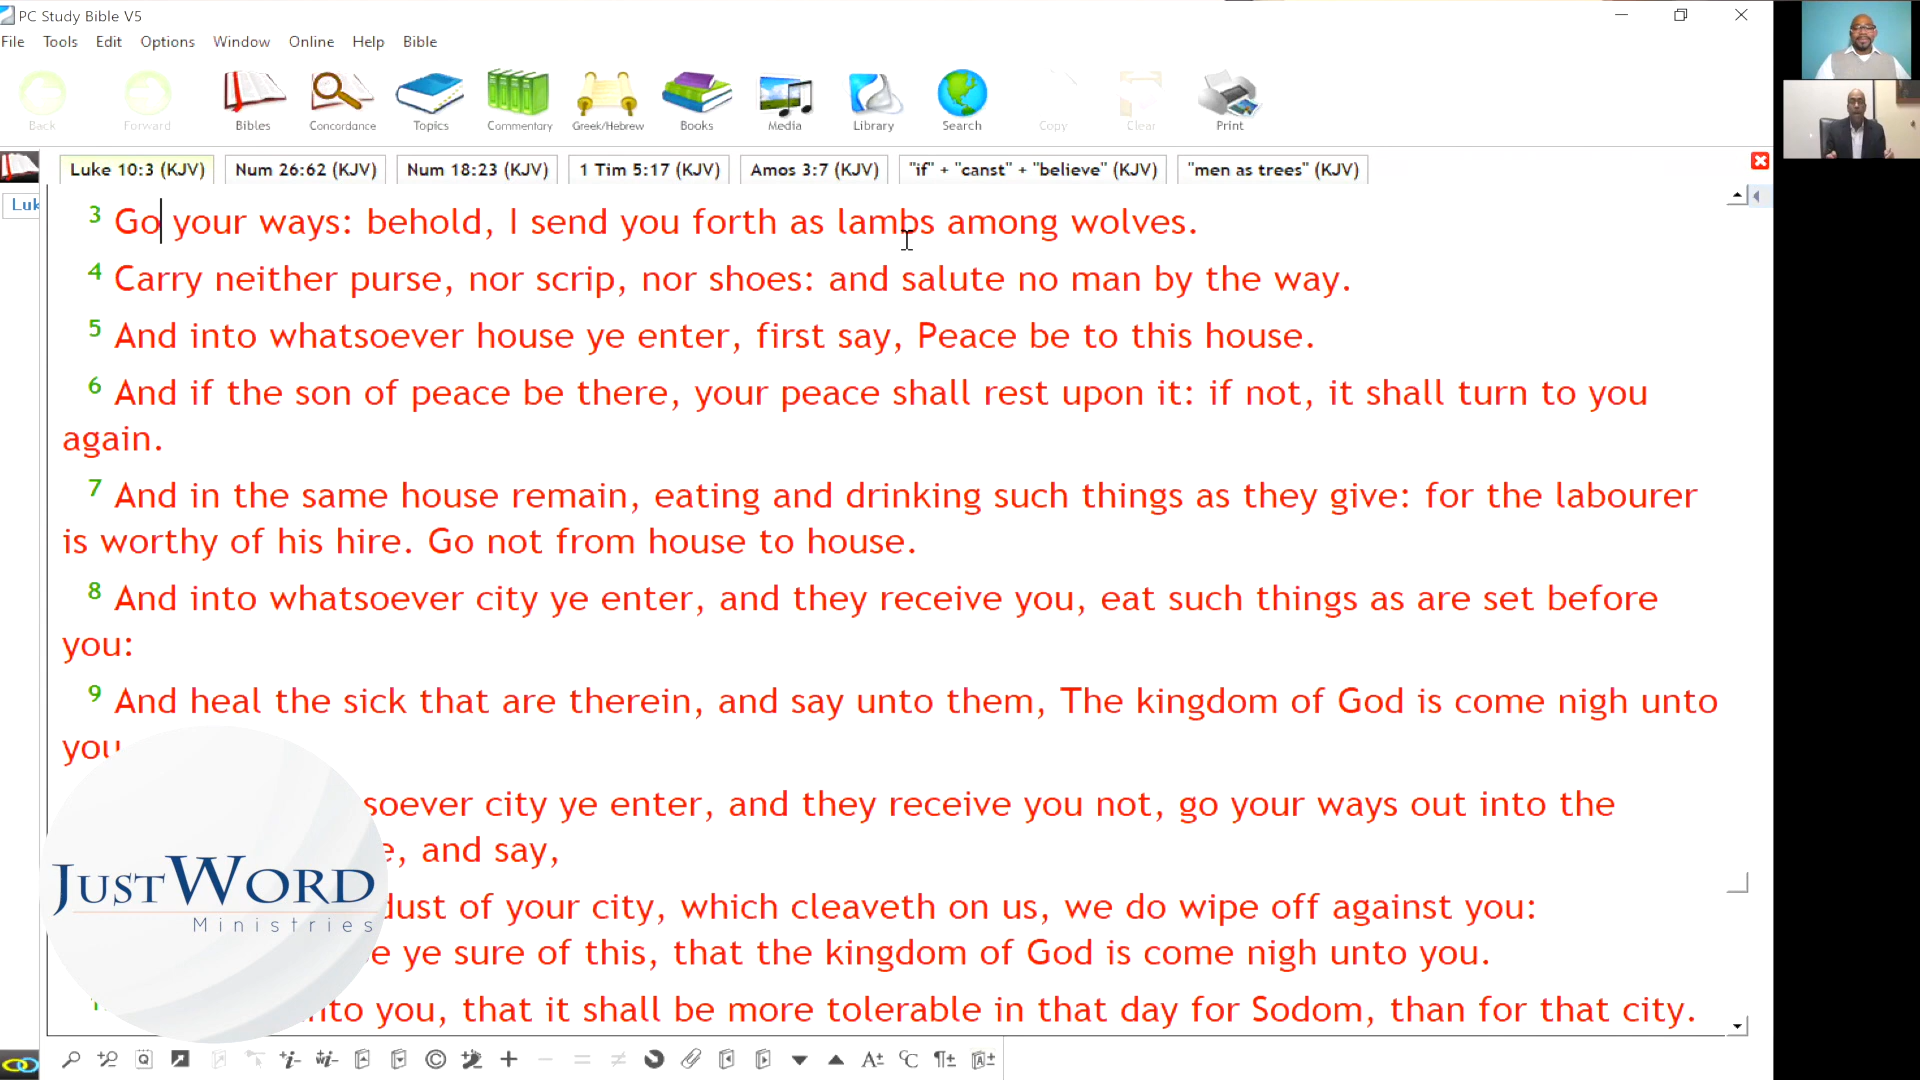 PC Study Bible V5
File Tools Edit Options Window Online Help Bible
Back Forward Bibles Concordance Topics Commentary Greek/Hebrew Books Media Library Search Copy Clear Print
Luke 10:3 (KJV) Num 26:62 (KJV) Num 18:23 (KJV) 1 Tim 5:17 (KJV) Amos 3:7 (KJV) "if" + "canst" + "believe" (KJV) "men as trees" (KJV)
Luk
3 Go your ways: behold, I send you forth as lambs among wolves.
4 Carry neither purse, nor scrip, nor shoes: and salute no man by the way.
5 And into whatsoever house ye enter, first say, Peace be to this house.
6 And if the son of peace be there, your peace shall rest upon it: if not, it shall turn to you
again.
7 And in the same house remain, eating and drinking such things as they give: for the labourer
is worthy of his hire. Go not from house to house.
8 And into whatsoever city ye enter, and they receive you, eat such things as are set before
you:
9 And heal the sick that are therein, and say unto them, The kingdom of God is come nigh unto
you
soever city ye enter, and they receive you not, go your ways out into the
e, and say,
dust of your city, which cleaveth on us, we do wipe off against you:
e ye sure of this, that the kingdom of God is come nigh unto you.
nto you, that it shall be more tolerable in that day for Sodom, than for that city.
JUSTWORD
Ministries